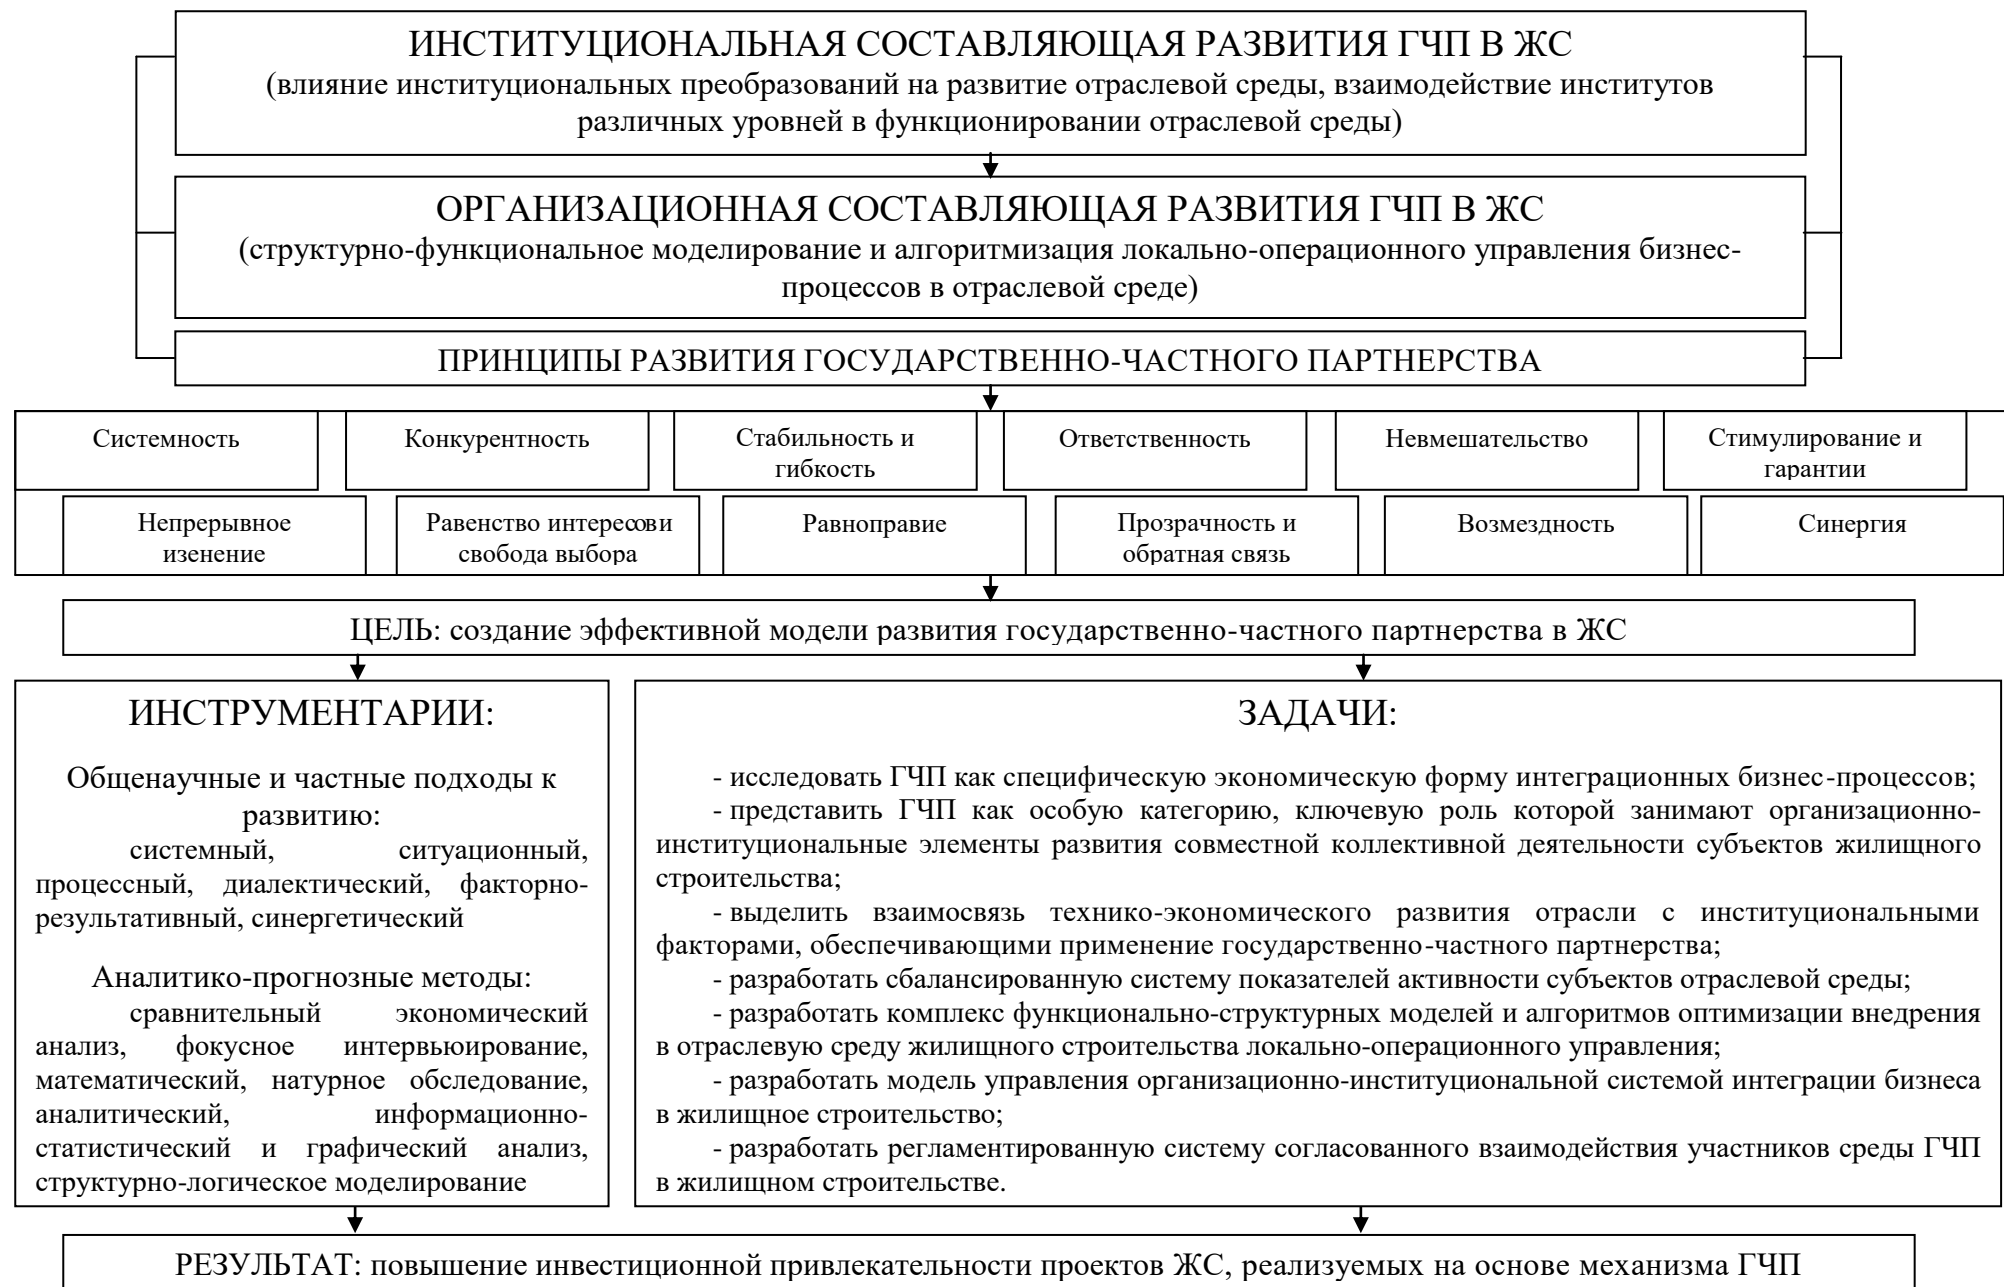 ИНСТИТУЦИОНАЛЬНАЯ СОСТАВЛЯЮЩАЯ РАЗВИТИЯ ГЧП В ЖС
(влияние институциональных преобразований на развитие отраслевой среды, взаимодействие институтов
различных уровней в функционировании отраслевой среды)
ОРГАНИЗАЦИОННАЯ СОСТАВЛЯЮЩАЯ РАЗВИТИЯ ГЧП В ЖС
(структурно-функциональное моделирование и алгоритмизация локально-операционного управления бизнес-
процессов в отраслевой среде)
ПРИНЦИПЫ РАЗВИТИЯ ГОСУДАРСТВЕННО-ЧАСТНОГО ПАРТНЕРСТВА
Системность
Конкурентность
Стабильность и
гибкость
Ответственность
Невмешательство
Стимулирование и
гарантии
Непрерывное
изенение
Равенство интересов и
свобода выбора
Равноправие
Прозрачность и
обратная связь
Возмездность
Синергия
ЦЕЛЬ: создание эффективной модели развития государственно-частного партнерства в ЖС
ИНСТРУМЕНТАРИИ:
Общенаучные и частные подходы к
развитию:
системный, ситуационный,
процессный, диалектический, факторно-
результативный, синергетический
Аналитико-прогнозные методы:
сравнительный экономический
анализ, фокусное интервьюирование,
математический, натурное обследование,
аналитический, информационно-
статистический и графический анализ,
структурно-логическое моделирование
ЗАДАЧИ:
- исследовать ГЧП как специфическую экономическую форму интеграционных бизнес-процессов;
- представить ГЧП как особую категорию, ключевую роль которой занимают организационно-
институциональные элементы развития совместной коллективной деятельности субъектов жилищного
строительства;
- выделить взаимосвязь технико-экономического развития отрасли с институциональными
факторами, обеспечивающими применение государственно-частного партнерства;
- разработать сбалансированную систему показателей активности субъектов отраслевой среды;
- разработать комплекс функционально-структурных моделей и алгоритмов оптимизации внедрения
в отраслевую среду жилищного строительства локально-операционного управления;
- разработать модель управления организационно-институциональной системой интеграции бизнеса
в жилищное строительство;
- разработать регламентированную систему согласованного взаимодействия участников среды ГЧП
в жилищном строительстве.
РЕЗУЛЬТАТ: повышение инвестиционной привлекательности проектов ЖС, реализуемых на основе механизма ГЧП